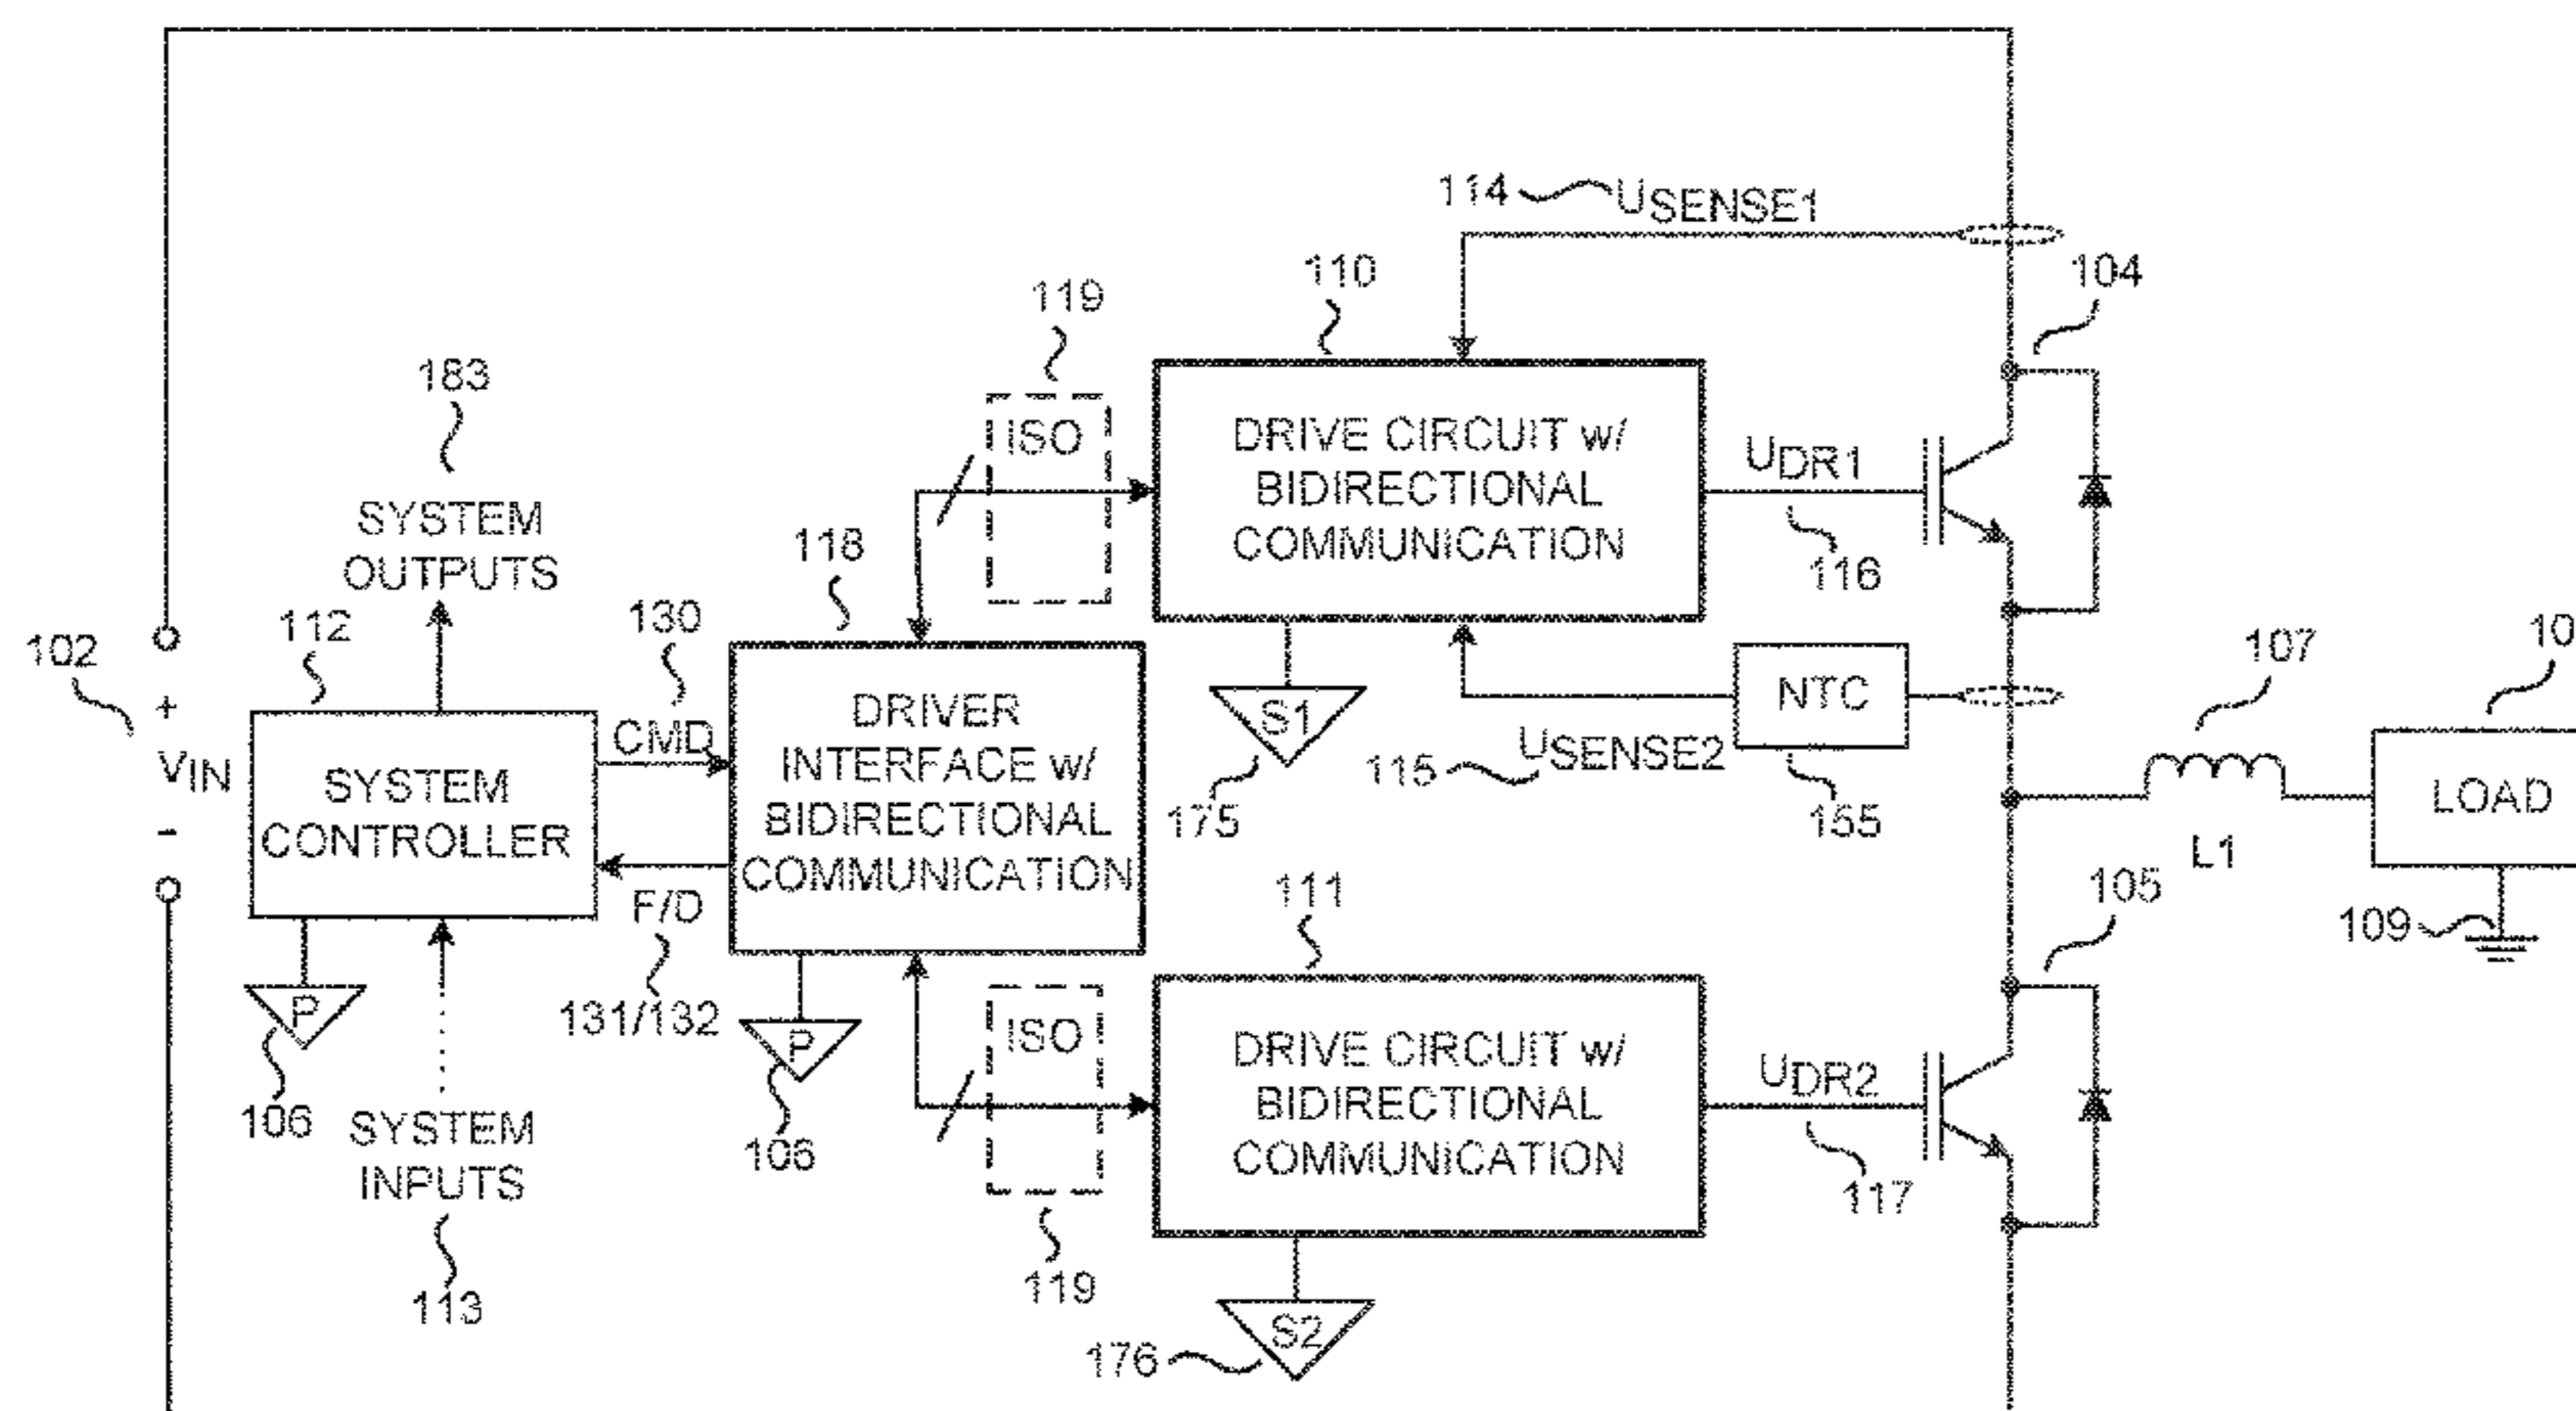 114 USENSE1
110
104
119
183
ISO
DRIVE CIRCUIT w/
BIDIRECTIONAL
COMMUNICATION
UDR1
116
SYSTEM
OUTPUTS
118
130
112
102
+
VIN
-
SYSTEM
CONTROLLER
CMD
F/D
131/132
DRIVER
INTERFACE w/
BIDIRECTIONAL
COMMUNICATION
S1
175
NTC
155
115 USENSE2
107
L1
LOAD
109
105
111
P
106
P
106
SYSTEM
INPUTS
113
ISO
119
DRIVE CIRCUIT w/
BIDIRECTIONAL
COMMUNICATION
UDR2
117
S2
176